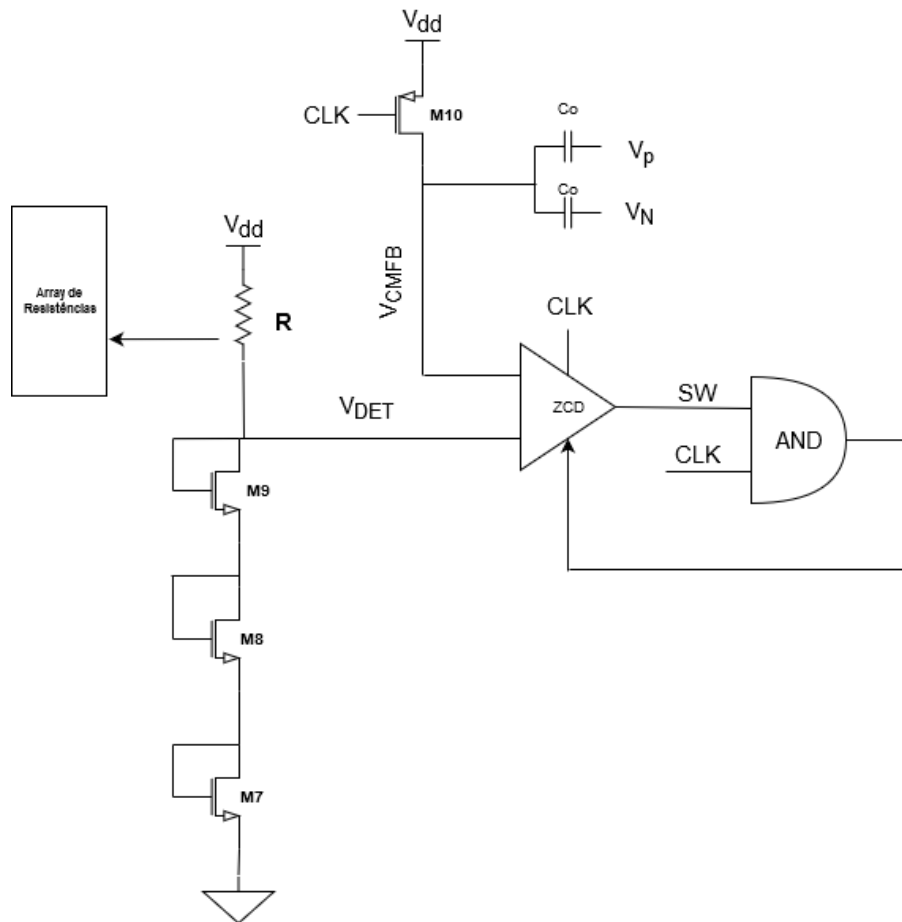 Vdd
CLK
M10
Co
Vp
Co
VN
Array de
Resistências
Vdd
R
VCMFB
CLK
VDET
ZCD
SW
CLK
AND
M9
M8
M7